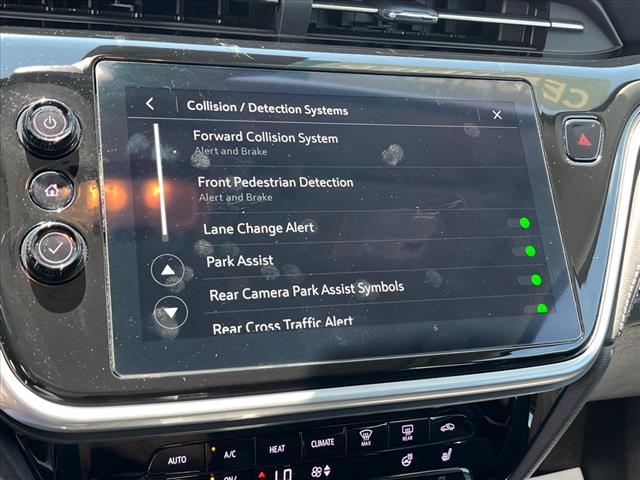 Collision / Detection Systems
Forward Collision System
Alert and Brake
Front Pedestrian Detection
Alert and Brake
Lane Change Alert
Park Assist
Rear Camera Park Assist Symbols
Rear Cross Traffic Alert
AUTO
A/C
HEAT
CLIMATE
MAX
REAR
LO